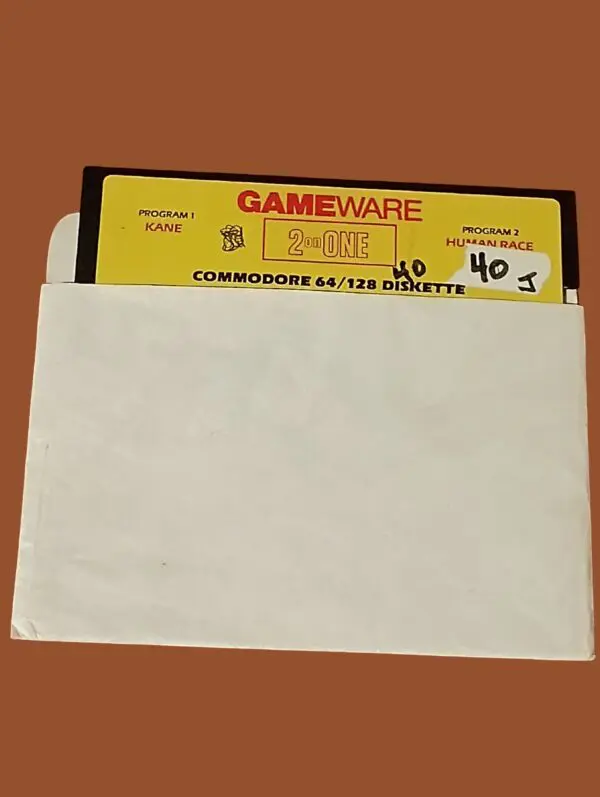 GAMEWARE
PROGRAM 1
KANE
2 on ONE
PROGRAM 2
HUMAN RACE
COMMODORE 64/128 DISKETTE
40
40 J